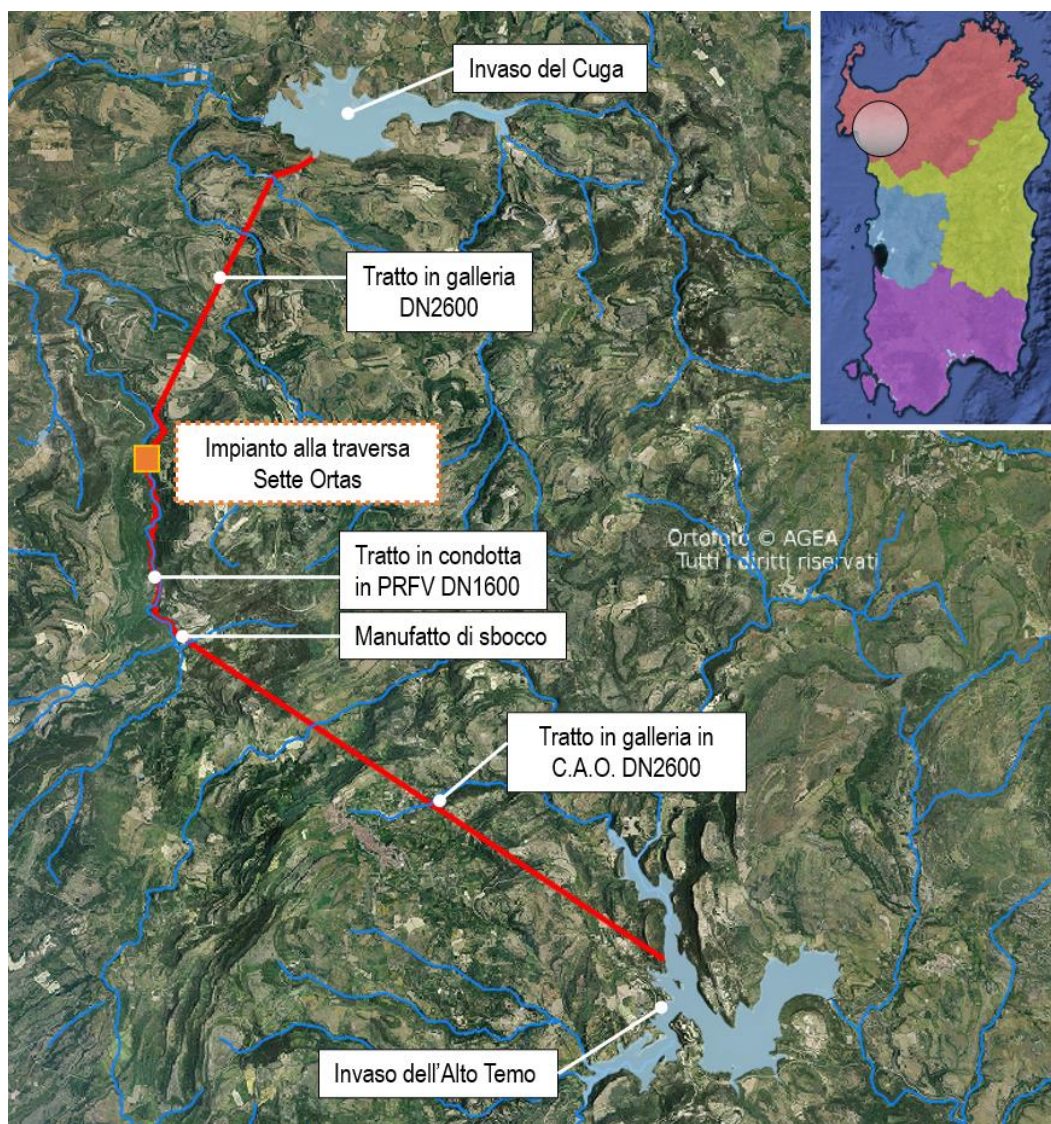 Invaso del Cuga
Tratto in galleria
DN2600
Impianto alla traversa
Sette Ortas
Ortofoto © AGEA
Tutti i diritti riservati
Tratto in condotta
in PRFV DN1600
Manufatto di sbocco
Tratto in galleria in
C.A.O. DN2600
Invaso dell'Alto Temo